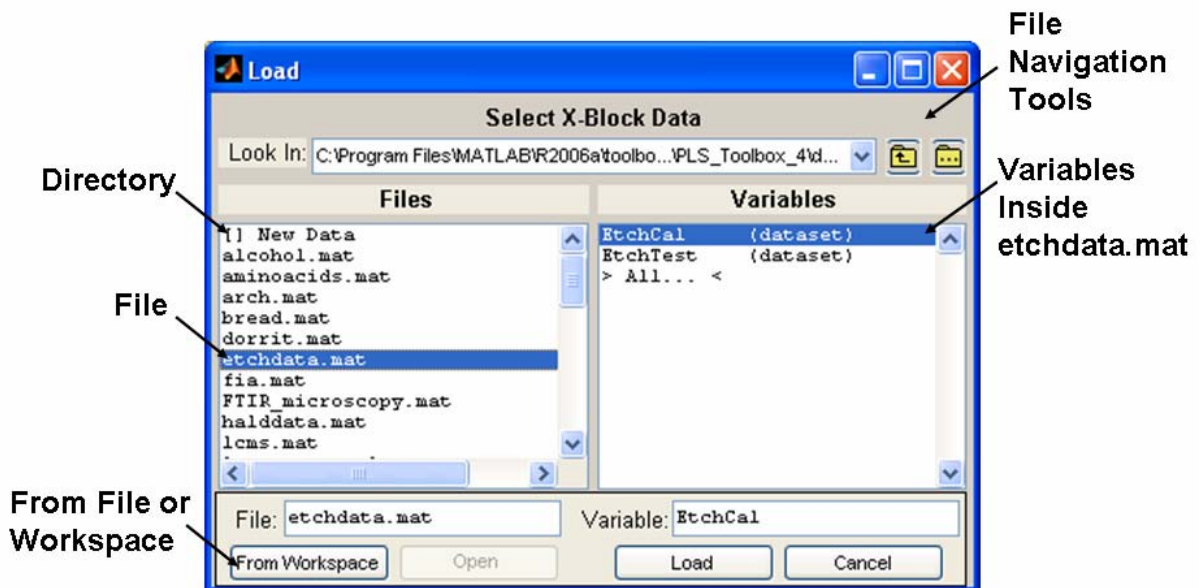 File
Navigation
Tools
Load
Select X-Block Data
Look In: C:\Program Files\MATLAB\R2006a\toolbo...\PLS_Toolbox_4\d...
Directory
Variables
Inside
etchdata.mat
Files
Variables
[] New Data
alcohol.mat
aminoacids.mat
arch.mat
bread.mat
dorrit.mat
etchdata.mat
fia.mat
FTIR_microscopy.mat
halddata.mat
lcms.mat
EtchCal (dataset)
EtchTest (dataset)
> All... <
File
From File or
Workspace
File: etchdata.mat
Variable: EtchCal
From Workspace
Open
Load
Cancel